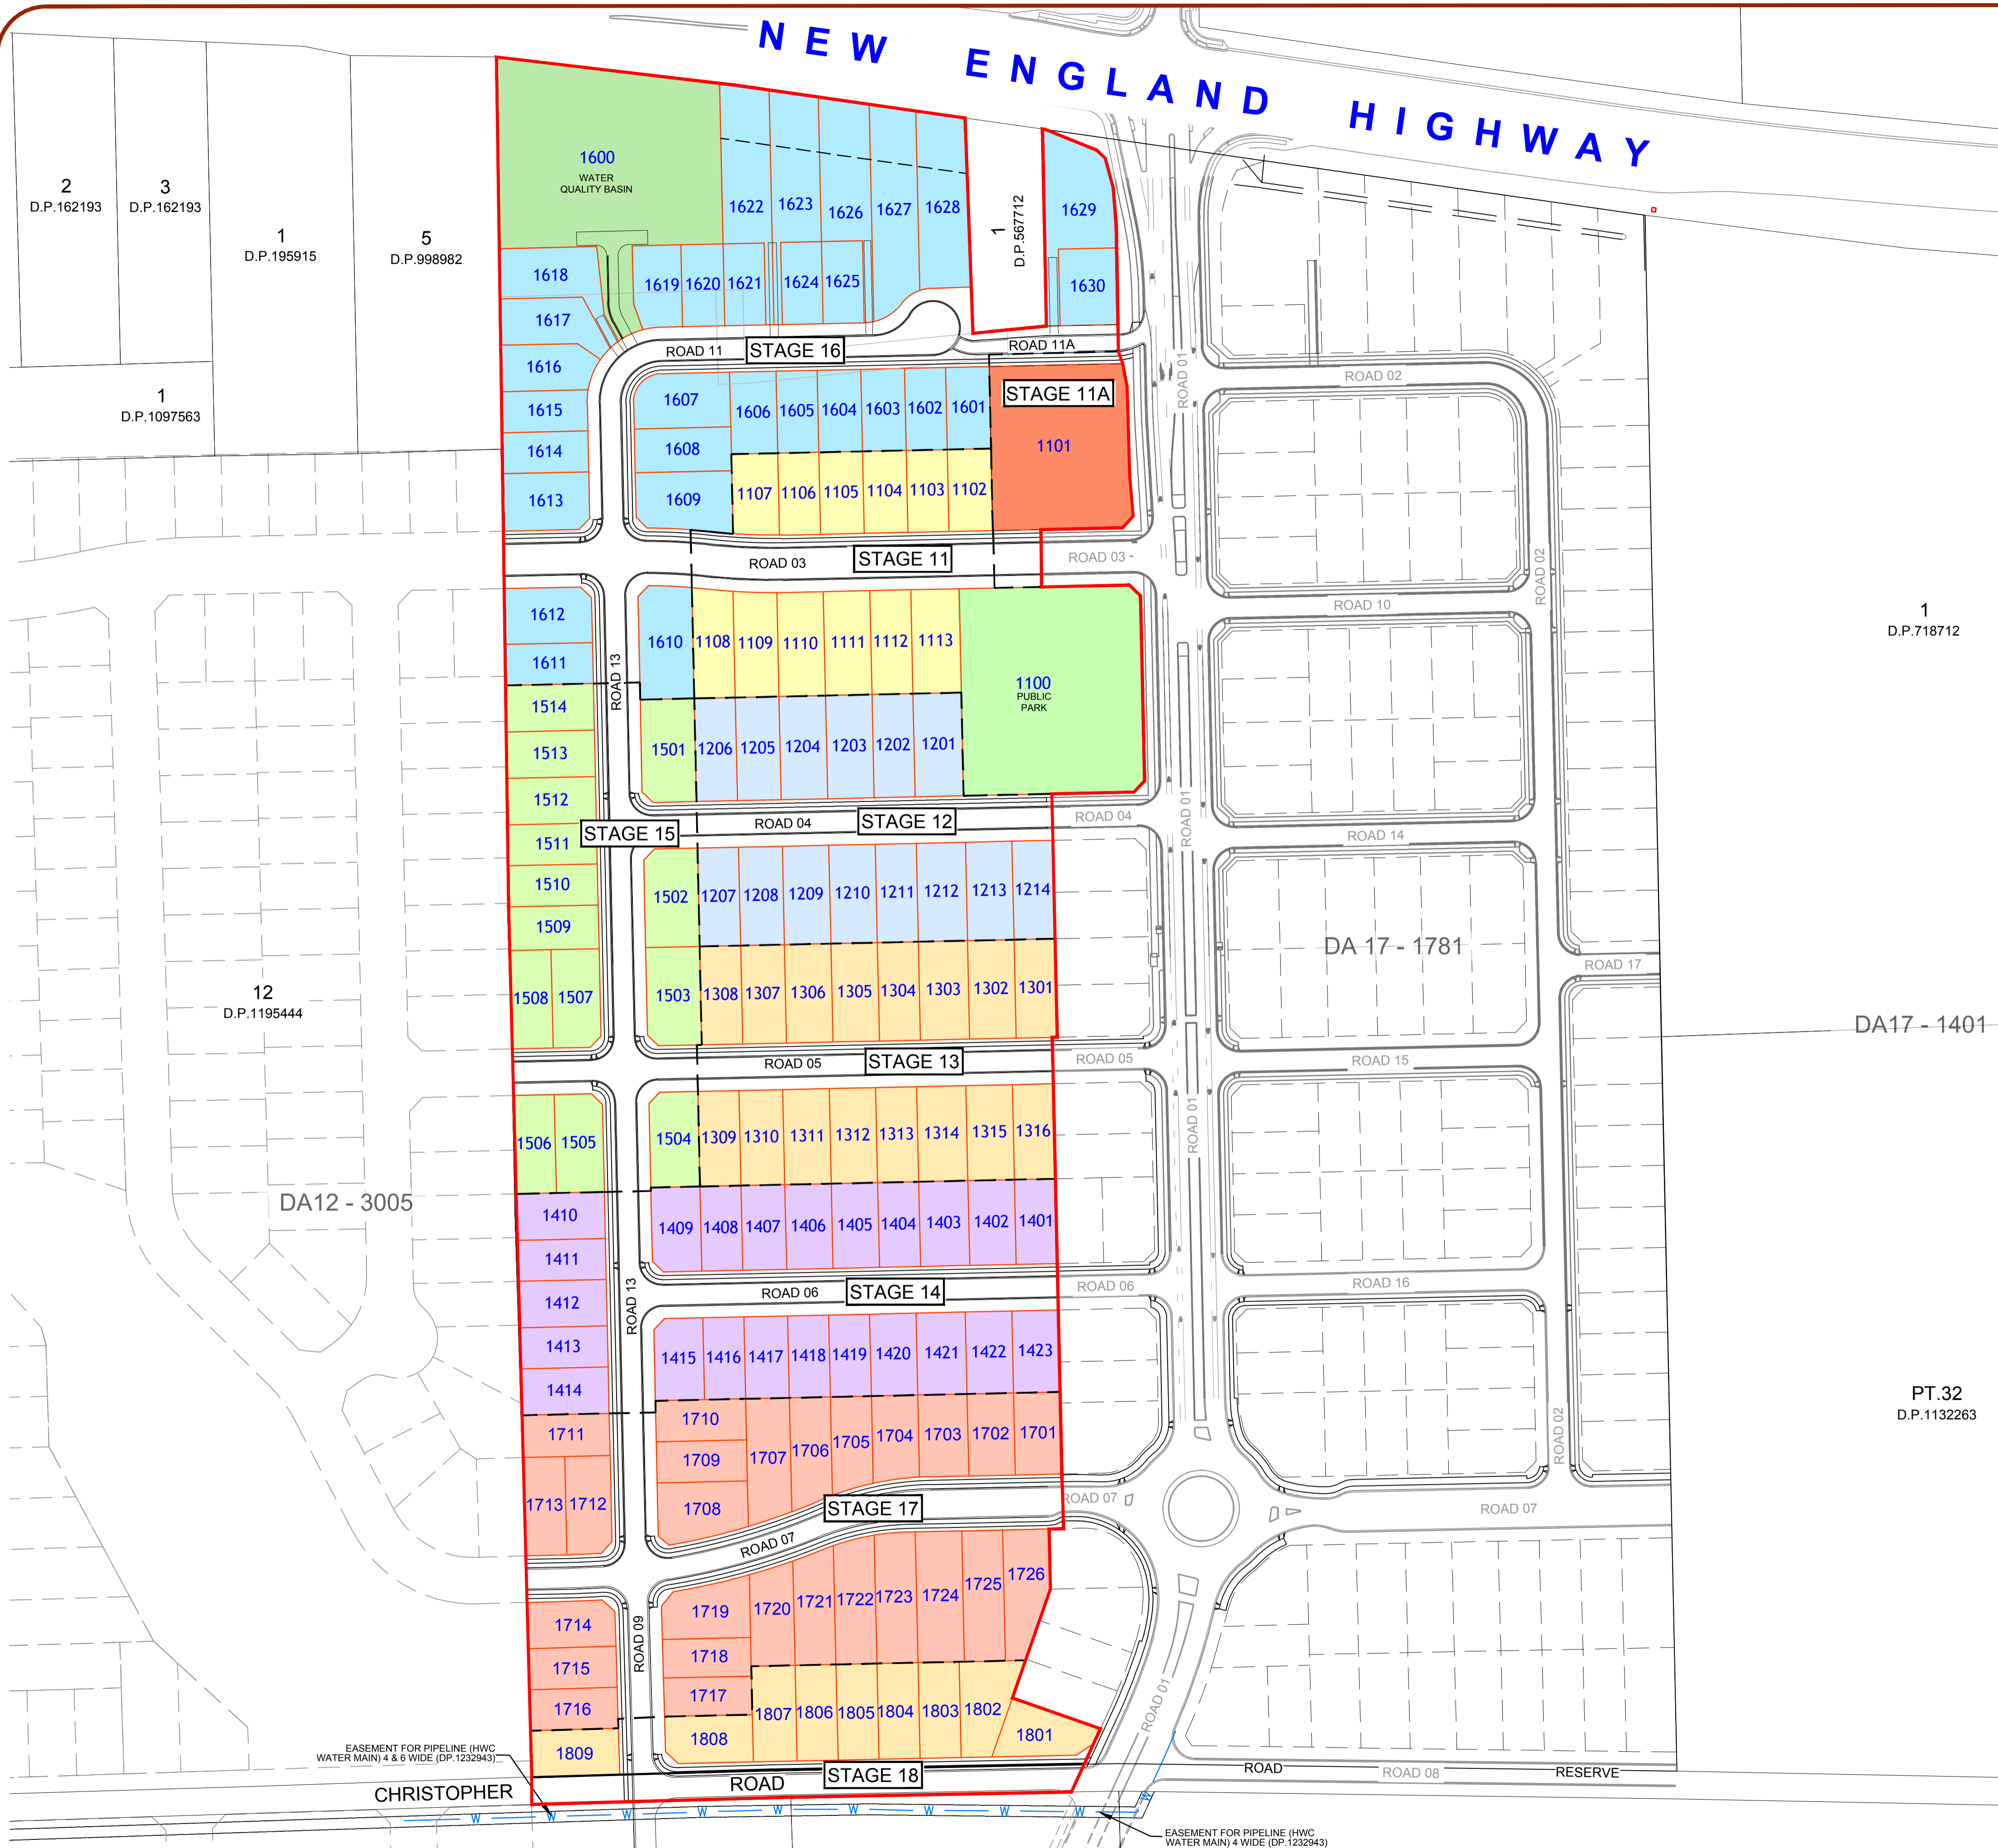 NEW ENGLAND HIGHWAY
1600
WATER
QUALITY BASIN
2
D.P.162193
3
D.P.162193
1
D.P.195915
5
D.P.998982
1622
1623
1626
1627
1628
1
D.P.567712
1629
1618
1619
1620
1621
1624
1625
1630
1617
ROAD 11
STAGE 16
ROAD 11A
1616
1
D.P.1097563
1615
1607
1606
1605
1604
1603
1602
1601
STAGE 11A
1101
ROAD 01
ROAD 02
1614
1608
1613
1609
1107
1106
1105
1104
1103
1102
ROAD 03
STAGE 11
ROAD 03
ROAD 02
ROAD 10
1612
1611
ROAD 13
1610
1108
1109
1110
1111
1112
1113
1100
PUBLIC
PARK
1
D.P.718712
1514
1513
1512
1511
1510
1509
1501
1206
1205
1204
1203
1202
1201
STAGE 15
ROAD 04
STAGE 12
ROAD 04
ROAD 01
ROAD 14
1502
1207
1208
1209
1210
1211
1212
1213
1214
DA 17 - 1781
ROAD 17
12
D.P.1195444
1508
1507
1503
1308
1307
1306
1305
1304
1303
1302
1301
DA17 - 1401
ROAD 05
STAGE 13
ROAD 05
ROAD 15
1506
1505
1504
1309
1310
1311
1312
1313
1314
1315
1316
ROAD 01
DA12 - 3005
1410
1411
1412
1413
1414
1409
1408
1407
1406
1405
1404
1403
1402
1401
ROAD 13
ROAD 06
STAGE 14
ROAD 06
ROAD 16
1415
1416
1417
1418
1419
1420
1421
1422
1423
PT.32
D.P.1132263
1711
1710
1709
1708
1707
1706
1705
1704
1703
1702
1701
ROAD 02
1713
1712
STAGE 17
ROAD 07
ROAD 07
ROAD 07
1714
1715
1716
ROAD 09
1719
1718
1717
1720
1721
1722
1723
1724
1725
1726
1809
1808
1807
1806
1805
1804
1803
1802
1801
ROAD 01
EASEMENT FOR PIPELINE (HWC
WATER MAIN) 4 & 6 WIDE (DP.1232943)
CHRISTOPHER
ROAD
STAGE 18
ROAD
ROAD 08
RESERVE
W
W
W
W
W
W
W
W
W
W
EASEMENT FOR PIPELINE (HWC
WATER MAIN) 4 WIDE (DP.1232943)